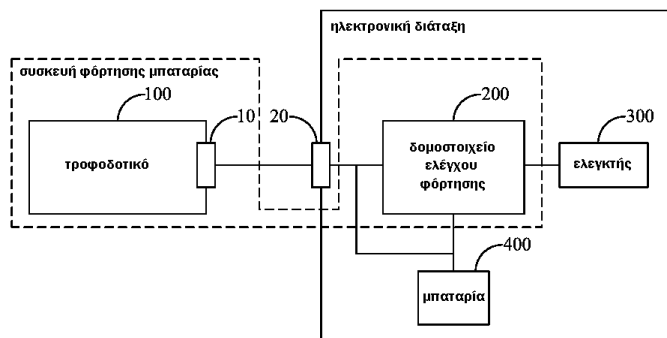 ηλεκτρονική διάταξη
συσκευή φόρτησης μπαταρίας
100
10
20
200
300
τροφοδοτικό
δομοστοιχείο
ελέγχου
φόρτησης
ελεγκτής
400
μπαταρία